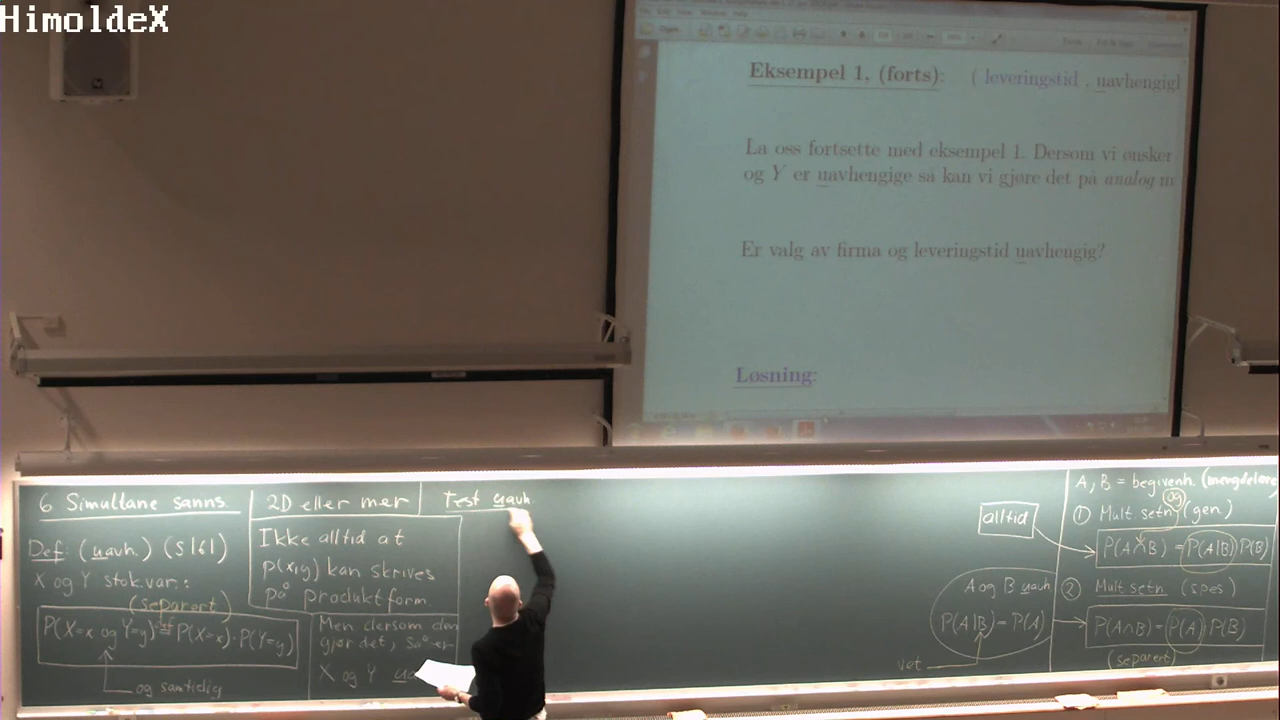 HimoldeX
Eksempel 1, (forts): ( leveringstid , uavhengigl
La oss fortsette med eksempel 1. Dersom vi ønsker
og Y er uavhengige så kan vi gjøre det på analog m
Er valg av firma og leveringstid uavhengig?
Løsning:
6 Simultane sanns.
Def: (uavh.) (s 161)
X og Y stok.var.:
(separert)
P(X=x og Y=y) = P(X=x)·P(Y=y)
og samtidig
2D eller mer
Ikke alltid at
p(x,y) kan skrives
på produktform.
Men dersom den
gjør det, så er
X og Y
Test uavh.
alltid
A og B uavh
P(A|B) = P(A)
vet
A, B = begivenh. (mengdelære
og
① Mult setn (gen.)
P(A∩B) = P(A|B) P(B)
② Mult setn (spes)
P(A∩B) = P(A) P(B)
(separert)